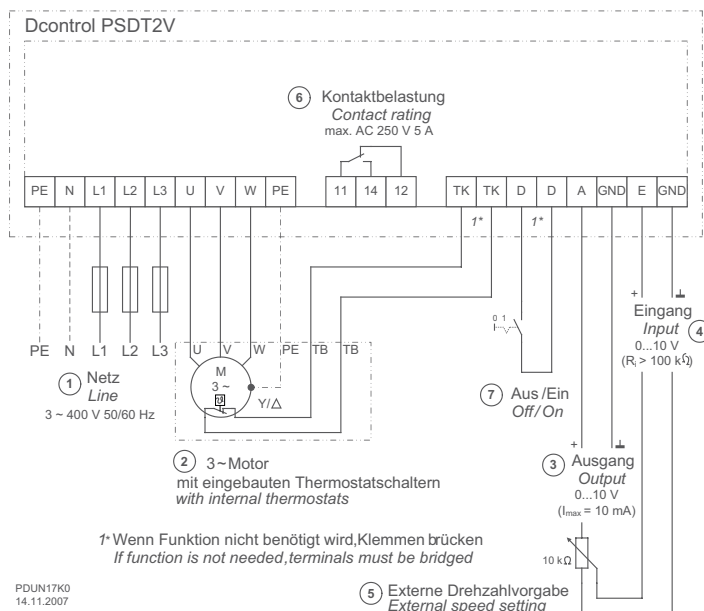 Dcontrol PSDT2V
6 Kontaktbelastung
Contact rating
max. AC 250 V 5 A
PE N L1 L2 L3 U V W PE 11 14 12 TK TK D D A GND E GND
1* 1*
0 1
+ ⊥
Eingang
Input 4
0...10 V
(Ri > 100 kΩ)
PE N L1 L2 L3 U V W PE TB TB
1 Netz
Line
3 ~ 400 V 50/60 Hz
M
3 ~
ϑ
Y/Δ
7 Aus/Ein
Off/On
2 3~Motor
mit eingebauten Thermostatschaltern
with internal thermostats
+ ⊥
3 Ausgang
Output
0...10 V
(Imax = 10 mA)
1* Wenn Funktion nicht benötigt wird,Klemmen brücken
If function is not needed,terminals must be bridged
10 kΩ
PDUN17K0
14.11.2007
5 Externe Drehzahlvorgabe
External speed setting